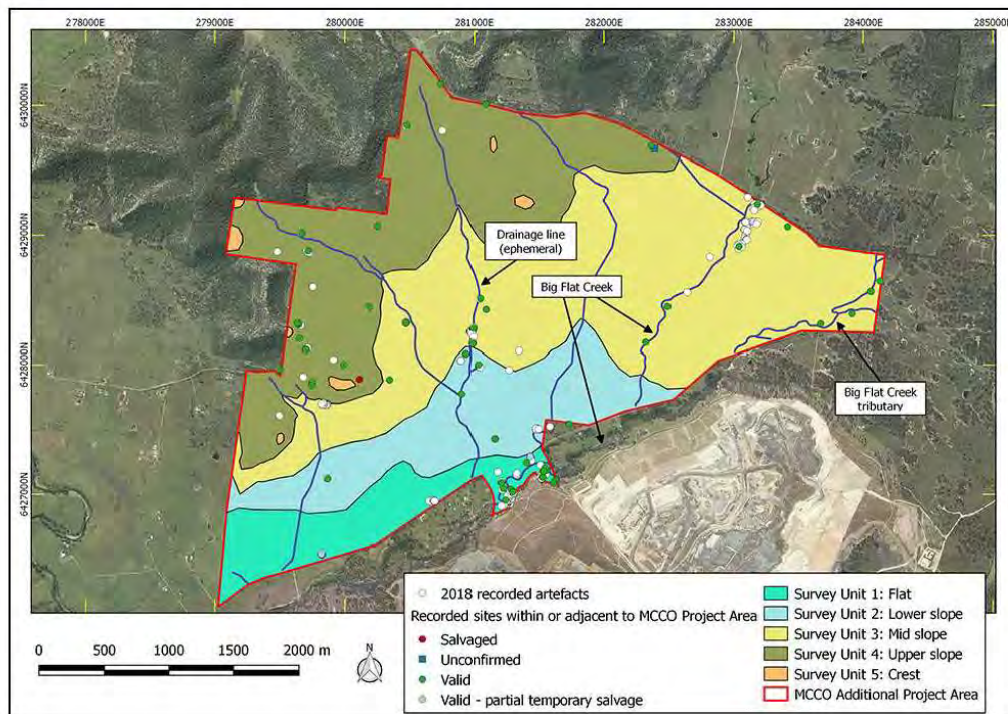 278000E
279000E
280000E
281000E
282000E
283000E
284000E
285000E
6430000N
6429000N
6428000N
6427000N
Drainage line
(ephemeral)
Big Flat Creek
Big Flat Creek
tributary
0 500 1000 1500 2000 m
N
2018 recorded artefacts
Recorded sites within or adjacent to MCCO Project Area
Salvaged
Unconfirmed
Valid
Valid - partial temporary salvage
Survey Unit 1: Flat
Survey Unit 2: Lower slope
Survey Unit 3: Mid slope
Survey Unit 4: Upper slope
Survey Unit 5: Crest
MCCO Additional Project Area